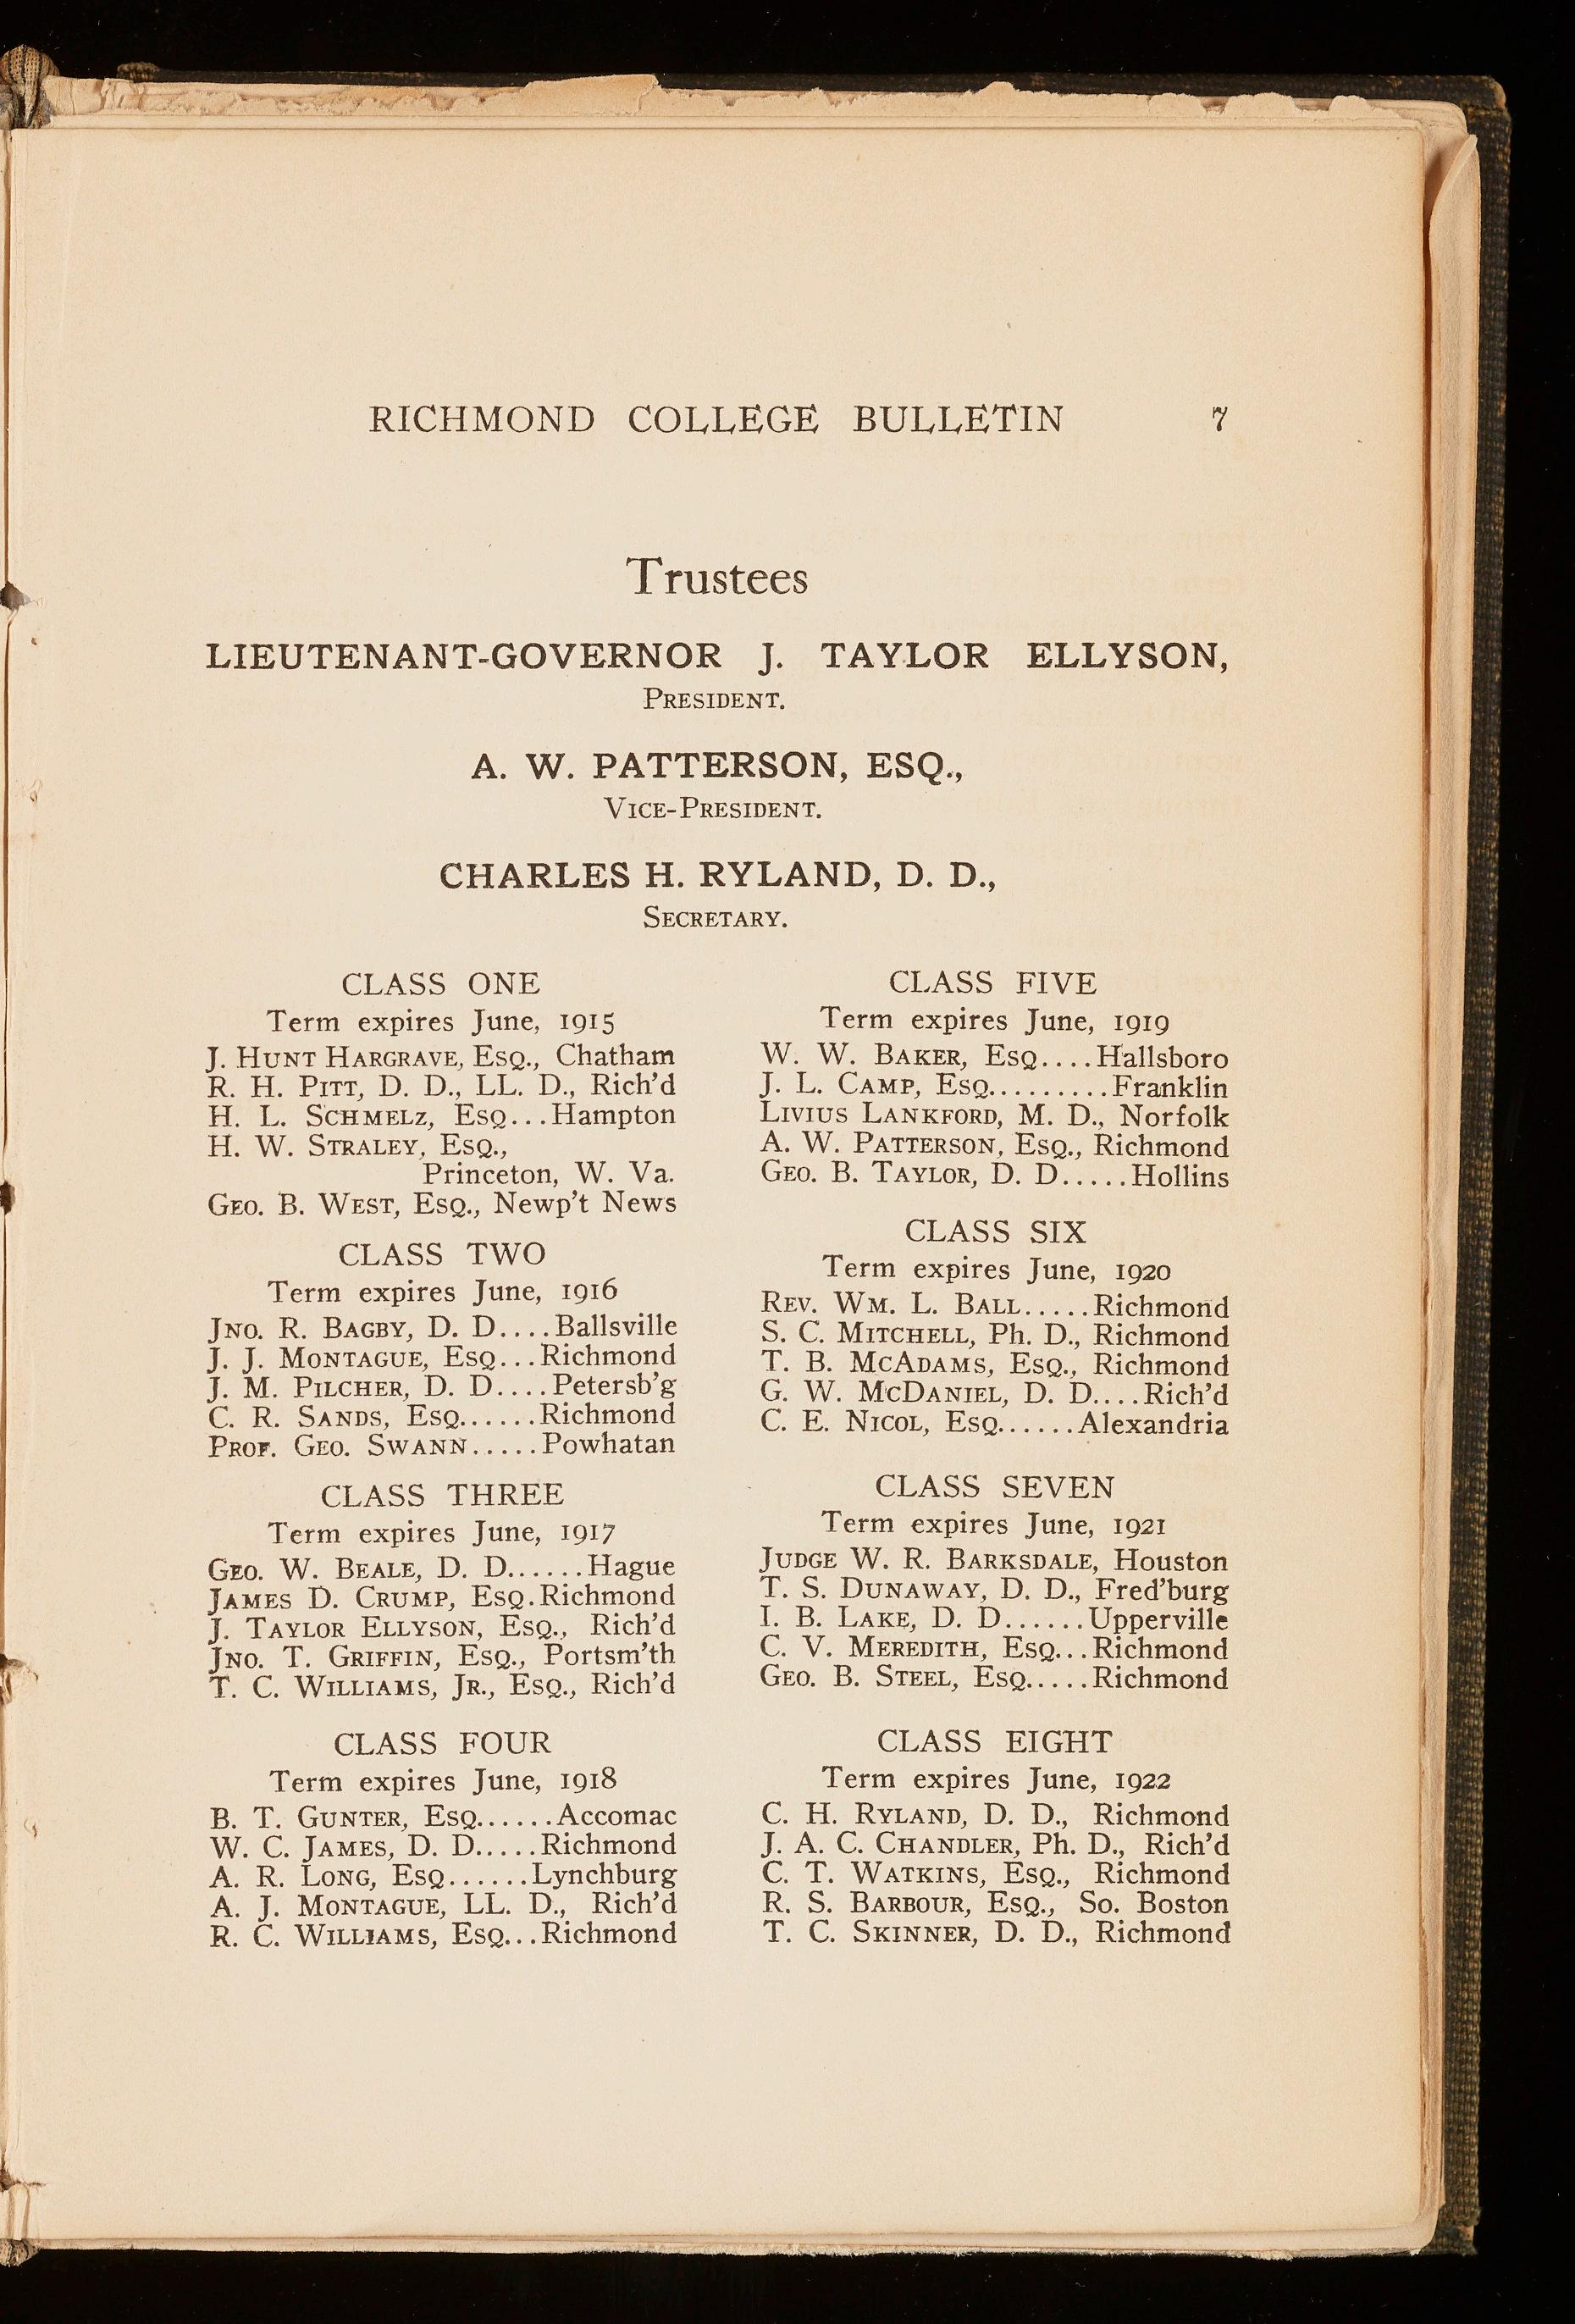 RICHMOND COLLEGE BULLETIN 7
Trustees
LIEUTENANT-GOVERNOR J. TAYLOR ELLYSON,
PRESIDENT.
A. W. PATTERSON, ESQ.,
VICE-PRESIDENT.
CHARLES H. RYLAND, D. D.,
SECRETARY.
CLASS ONE
Term expires June, 1915
J. HUNT HARGRAVE, ESQ., Chatham
R. H. PITT, D. D., LL. D., Rich'd
H. L. SCHMELZ, ESQ...Hampton
H. W. STRALEY, ESQ.,
Princeton, W. Va.
GEO. B. WEST, ESQ., Newp't News
CLASS TWO
Term expires June, 1916
JNO. R. BAGBY, D. D....Ballsville
J. J. MONTAGUE, ESQ...Richmond
J. M. PILCHER, D. D....Petersb'g
C. R. SANDS, ESQ......Richmond
PROF. GEO. SWANN.....Powhatan
CLASS THREE
Term expires June, 1917
GEO. W. BEALE, D. D......Hague
JAMES D. CRUMP, ESQ.Richmond
J. TAYLOR ELLYSON, ESQ., Rich'd
JNO. T. GRIFFIN, ESQ., Portsm'th
T. C. WILLIAMS, JR., ESQ., Rich'd
CLASS FOUR
Term expires June, 1918
B. T. GUNTER, ESQ......Accomac
W. C. JAMES, D. D.....Richmond
A. R. LONG, ESQ......Lynchburg
A. J. MONTAGUE, LL. D., Rich'd
R. C. WILLIAMS, ESQ...Richmond
CLASS FIVE
Term expires June, 1919
W. W. BAKER, ESQ....Hallsboro
J. L. CAMP, ESQ.........Franklin
LIVIUS LANKFORD, M. D., Norfolk
A. W. PATTERSON, ESQ., Richmond
GEO. B. TAYLOR, D. D.....Hollins
CLASS SIX
Term expires June, 1920
REV. WM. L. BALL.....Richmond
S. C. MITCHELL, Ph. D., Richmond
T. B. MCADAMS, ESQ., Richmond
G. W. MCDANIEL, D. D....Rich'd
C. E. NICOL, ESQ......Alexandria
CLASS SEVEN
Term expires June, 1921
JUDGE W. R. BARKSDALE, Houston
T. S. DUNAWAY, D. D., Fred'burg
I. B. LAKE, D. D......Upperville
C. V. MEREDITH, ESQ...Richmond
GEO. B. STEEL, ESQ.....Richmond
CLASS EIGHT
Term expires June, 1922
C. H. RYLAND, D. D., Richmond
J. A. C. CHANDLER, Ph. D., Rich'd
C. T. WATKINS, ESQ., Richmond
R. S. BARBOUR, ESQ., So. Boston
T. C. SKINNER, D. D., Richmond